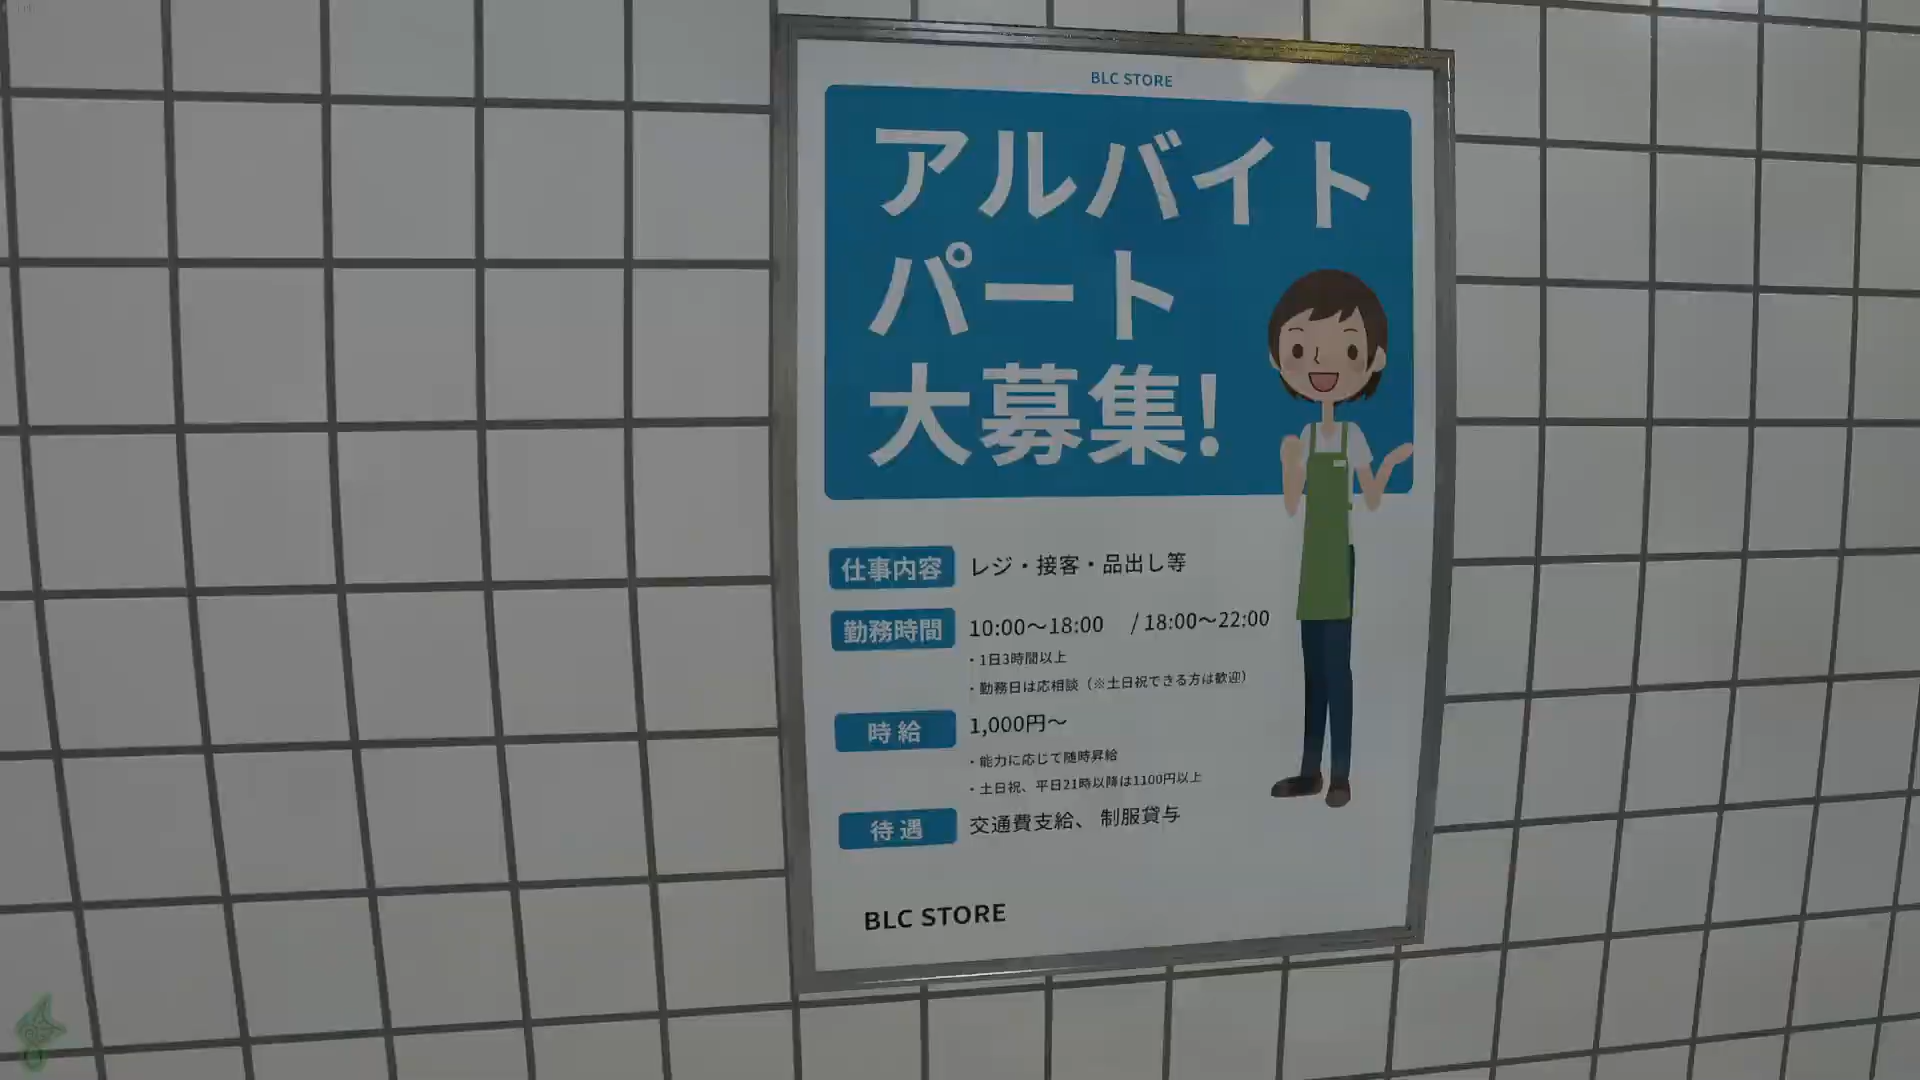 BLC STORE
アルバイト
パート
大募集!
仕事内容 レジ・接客・品出し等
勤務時間 10:00〜18:00 / 18:00〜22:00
・1日3時間以上
・勤務日は応相談（※土日祝できる方は歓迎）
時給 1,000円〜
・能力に応じて随時昇給
・土日祝、平日21時以降は1100円以上
待遇 交通費支給、 制服貸与
BLC STORE